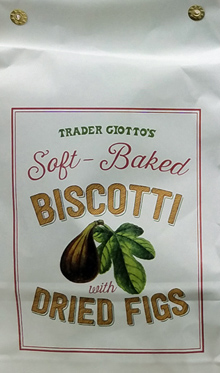 TRADER GIOTTO'S
Soft-Baked
BISCOTTI
with
DRIED FIGS